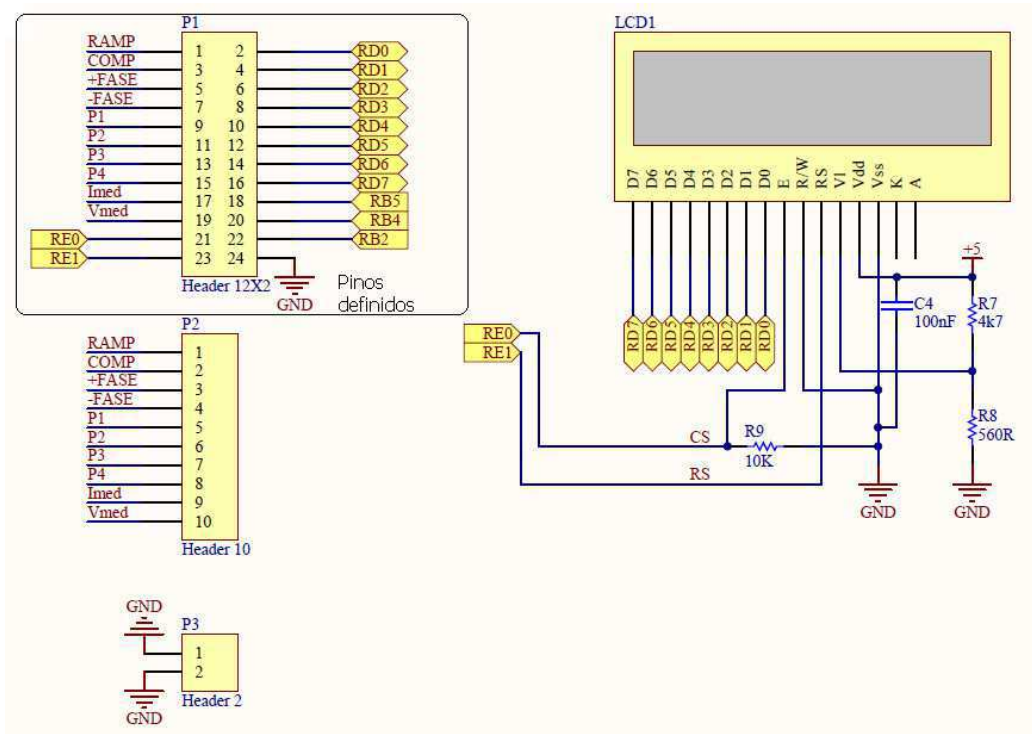 P1
RAMP 1 2 RD0
COMP 3 4 RD1
+FASE 5 6 RD2
-FASE 7 8 RD3
P1 9 10 RD4
P2 11 12 RD5
P3 13 14 RD6
P4 15 16 RD7
Imed 17 18 RB5
Vmed 19 20 RB4
RE0 21 22 RB2
RE1 23 24
Header 12X2
GND
Pinos
definidos
P2
RAMP 1
COMP 2
+FASE 3
-FASE 4
P1 5
P2 6
P3 7
P4 8
Imed 9
Vmed 10
Header 10
GND
P3
1
2
Header 2
GND
LCD1
D7 D6 D5 D4 D3 D2 D1 D0 E R/W RS Vl Vdd Vss K A
+5
C4
100nF
R7
4k7
RD7 RD6 RD5 RD4 RD3 RD2 RD1 RD0
RE0
RE1
R8
560R
CS
R9
10K
RS
GND
GND